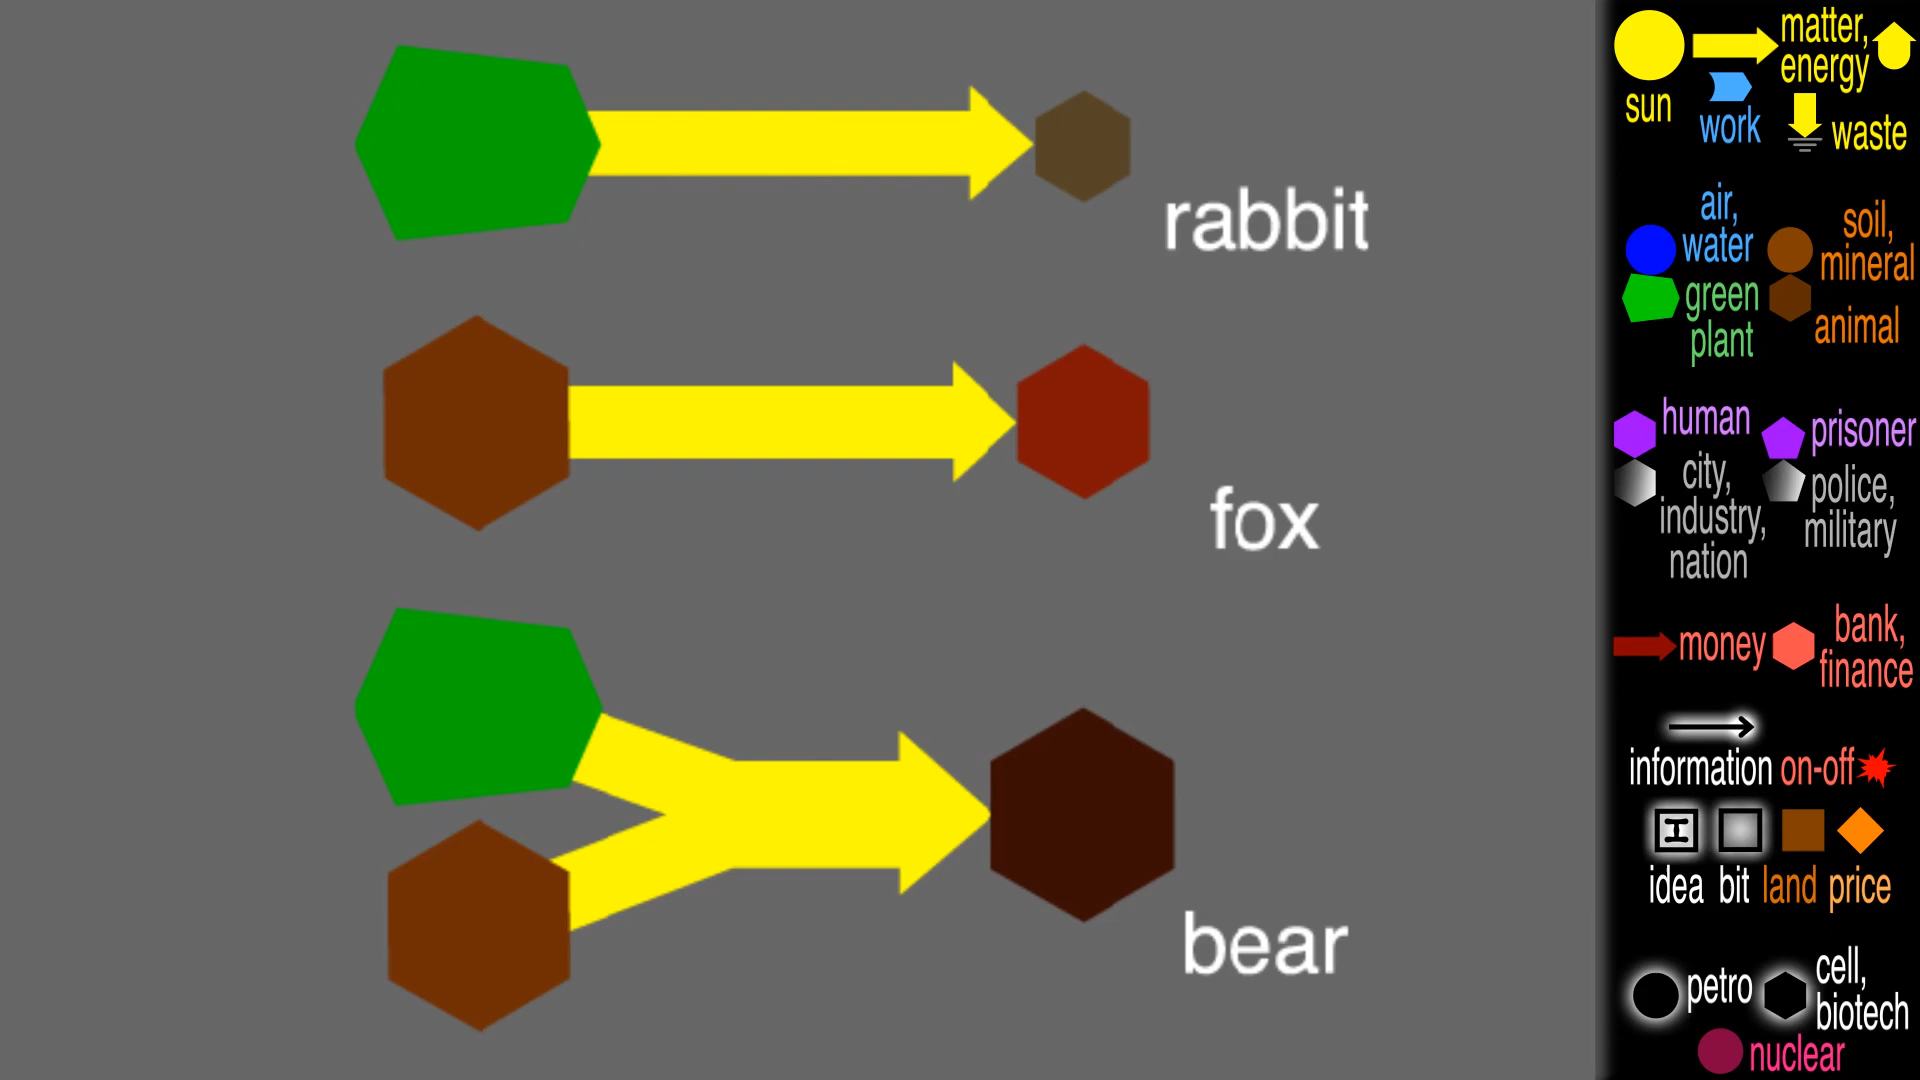 rabbit
fox
bear
sun
matter,
energy
work
waste
air,
water
soil,
mineral
green
plant
animal
human
prisoner
city,
industry,
nation
police,
military
money
bank,
finance
information on-off
I
idea bit land price
petro
cell,
biotech
nuclear